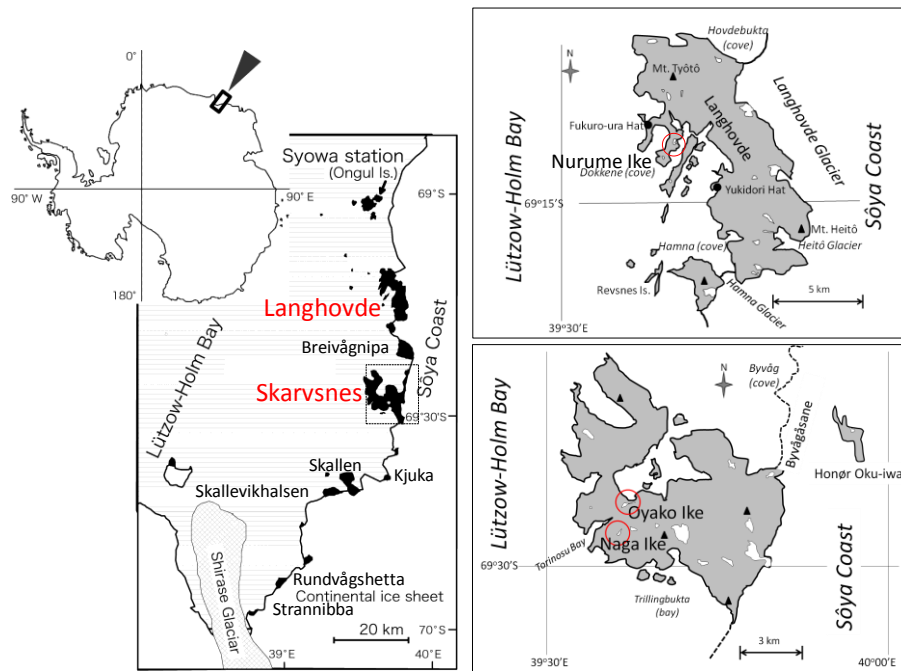 0°
90° W
90° E
180°
Syowa station
(Ongul Is.)
69°S
Langhovde
Breivågnipa
Sôya Coast
Skarvsnes
69°30'S
Lützow-Holm Bay
Skallen
Kjuka
Skallevikhalsen
Shirase Glaciar
Rundvågshetta
Continental ice sheet
Strannibba
20 km
70°S
39°E
40°E
Hovdebukta
(cove)
N
Mt. Tyôtô
Langhovde
Langhovde Glacier
Fukuro-ura Hat
Nurume Ike
Dokkene (cove)
Yukidori Hat
69°15'S
Lützow-Holm Bay
Sôya Coast
Mt. Heitô
Hamna (cove)
Heitô Glacier
Revsnes Is.
Hamna Glacier
5 km
39°30'E
39°30'E
40°00'E
N
Byvåg
(cove)
Lützow-Holm Bay
Byvågåsane
Honør Oku-iwa
Oyako Ike
Naga Ike
Torinosu Bay
69°30'S
Trillingbukta
(bay)
Sôya Coast
3 km